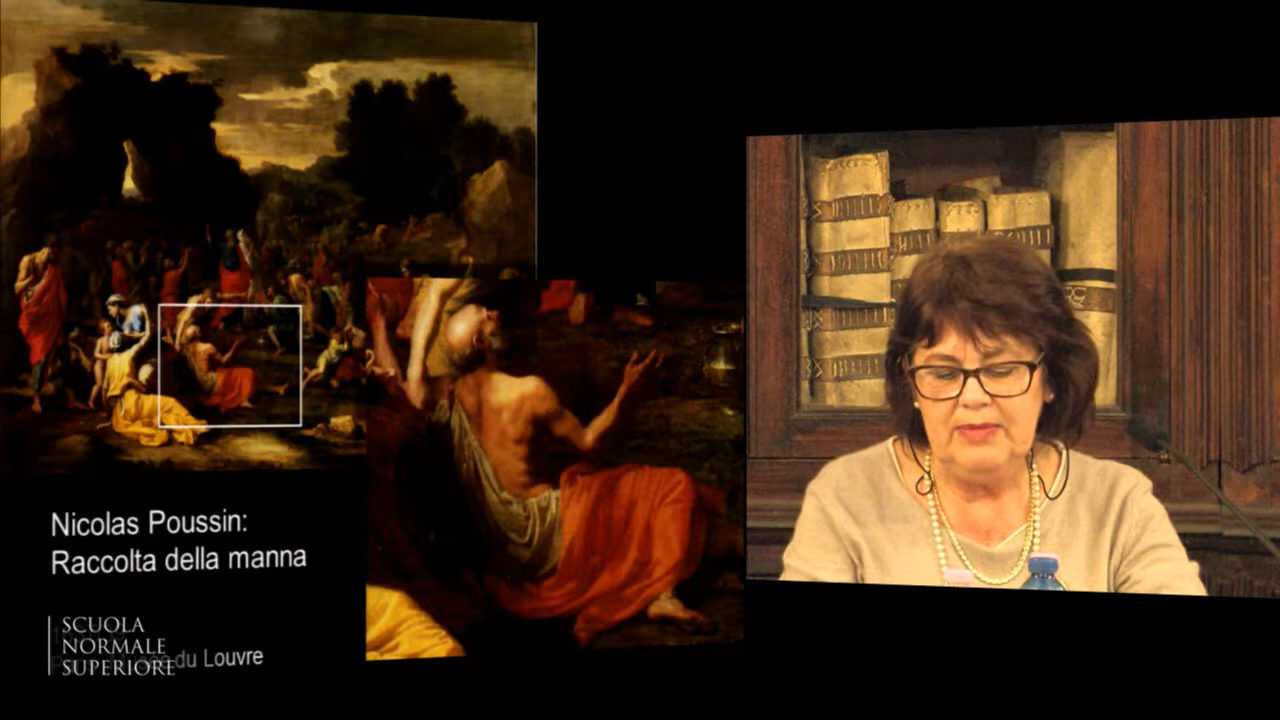 Nicolas Poussin:
Raccolta della manna
SCUOLA
NORMALE
SUPERIORE
du Louvre